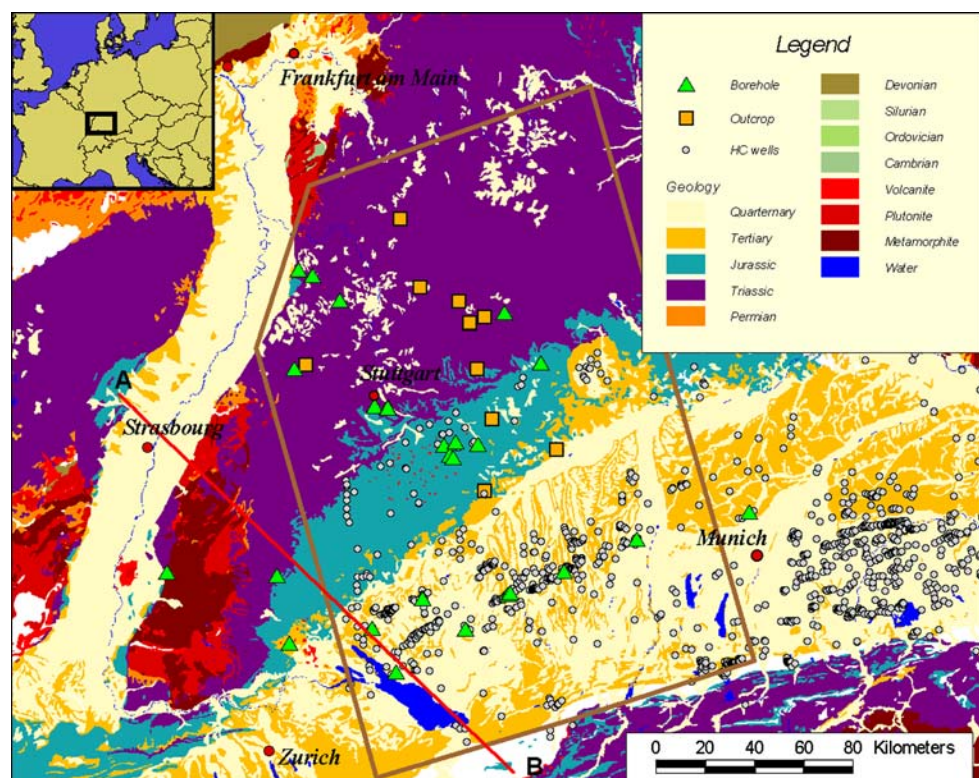 Legend
Borehole
Outcrop
HC wells
Geology
Quarternary
Tertiary
Jurassic
Triassic
Permian
Devonian
Silurian
Ordovician
Cambrian
Volcanite
Plutonite
Metamorphite
Water
Frankfurt am Main
A
Stuttgart
Strasbourg
Munich
Zurich
B
0 20 40 60 80 Kilometers